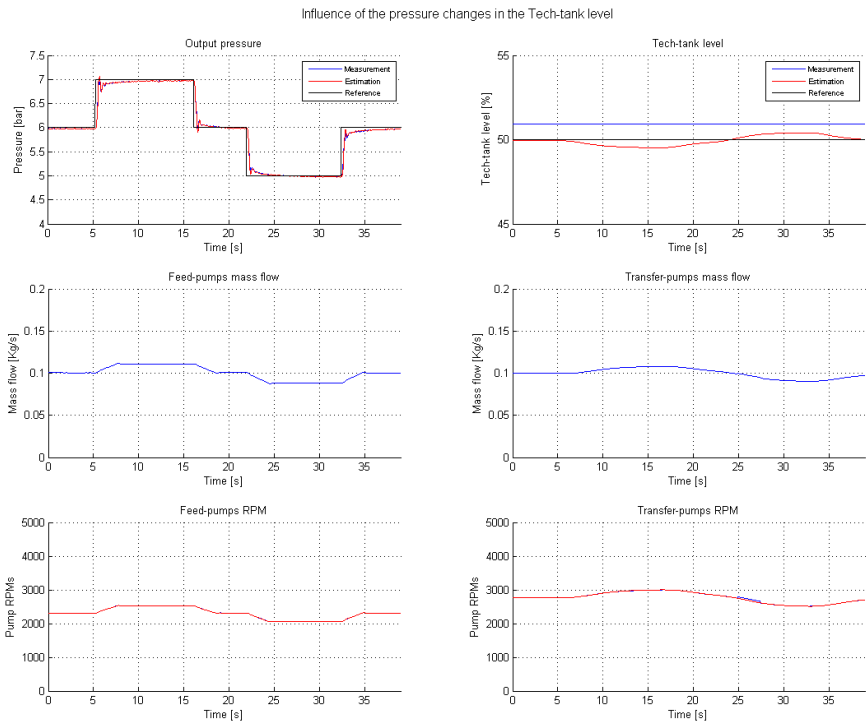 Influence of the pressure changes in the Tech-tank level
Output pressure
7.5
7
6.5
6
5.5
5
4.5
4
Pressure [bar]
Measurement
Estimation
Reference
0 5 10 15 20 25 30 35
Time [s]
Tech-tank level
55
50
45
Tech-tank level [%]
Measurement
Estimation
Reference
0 5 10 15 20 25 30 35
Time [s]
Feed-pumps mass flow
0.2
0.15
0.1
0.05
0
Mass flow [Kg/s]
0 5 10 15 20 25 30 35
Time [s]
Transfer-pumps mass flow
0.2
0.15
0.1
0.05
0
Mass flow [Kg/s]
0 5 10 15 20 25 30 35
Time [s]
Feed-pumps RPM
5000
4000
3000
2000
1000
0
Pump RPMs
0 5 10 15 20 25 30 35
Time [s]
Transfer-pumps RPM
5000
4000
3000
2000
1000
0
Pump RPMs
0 5 10 15 20 25 30 35
Time [s]